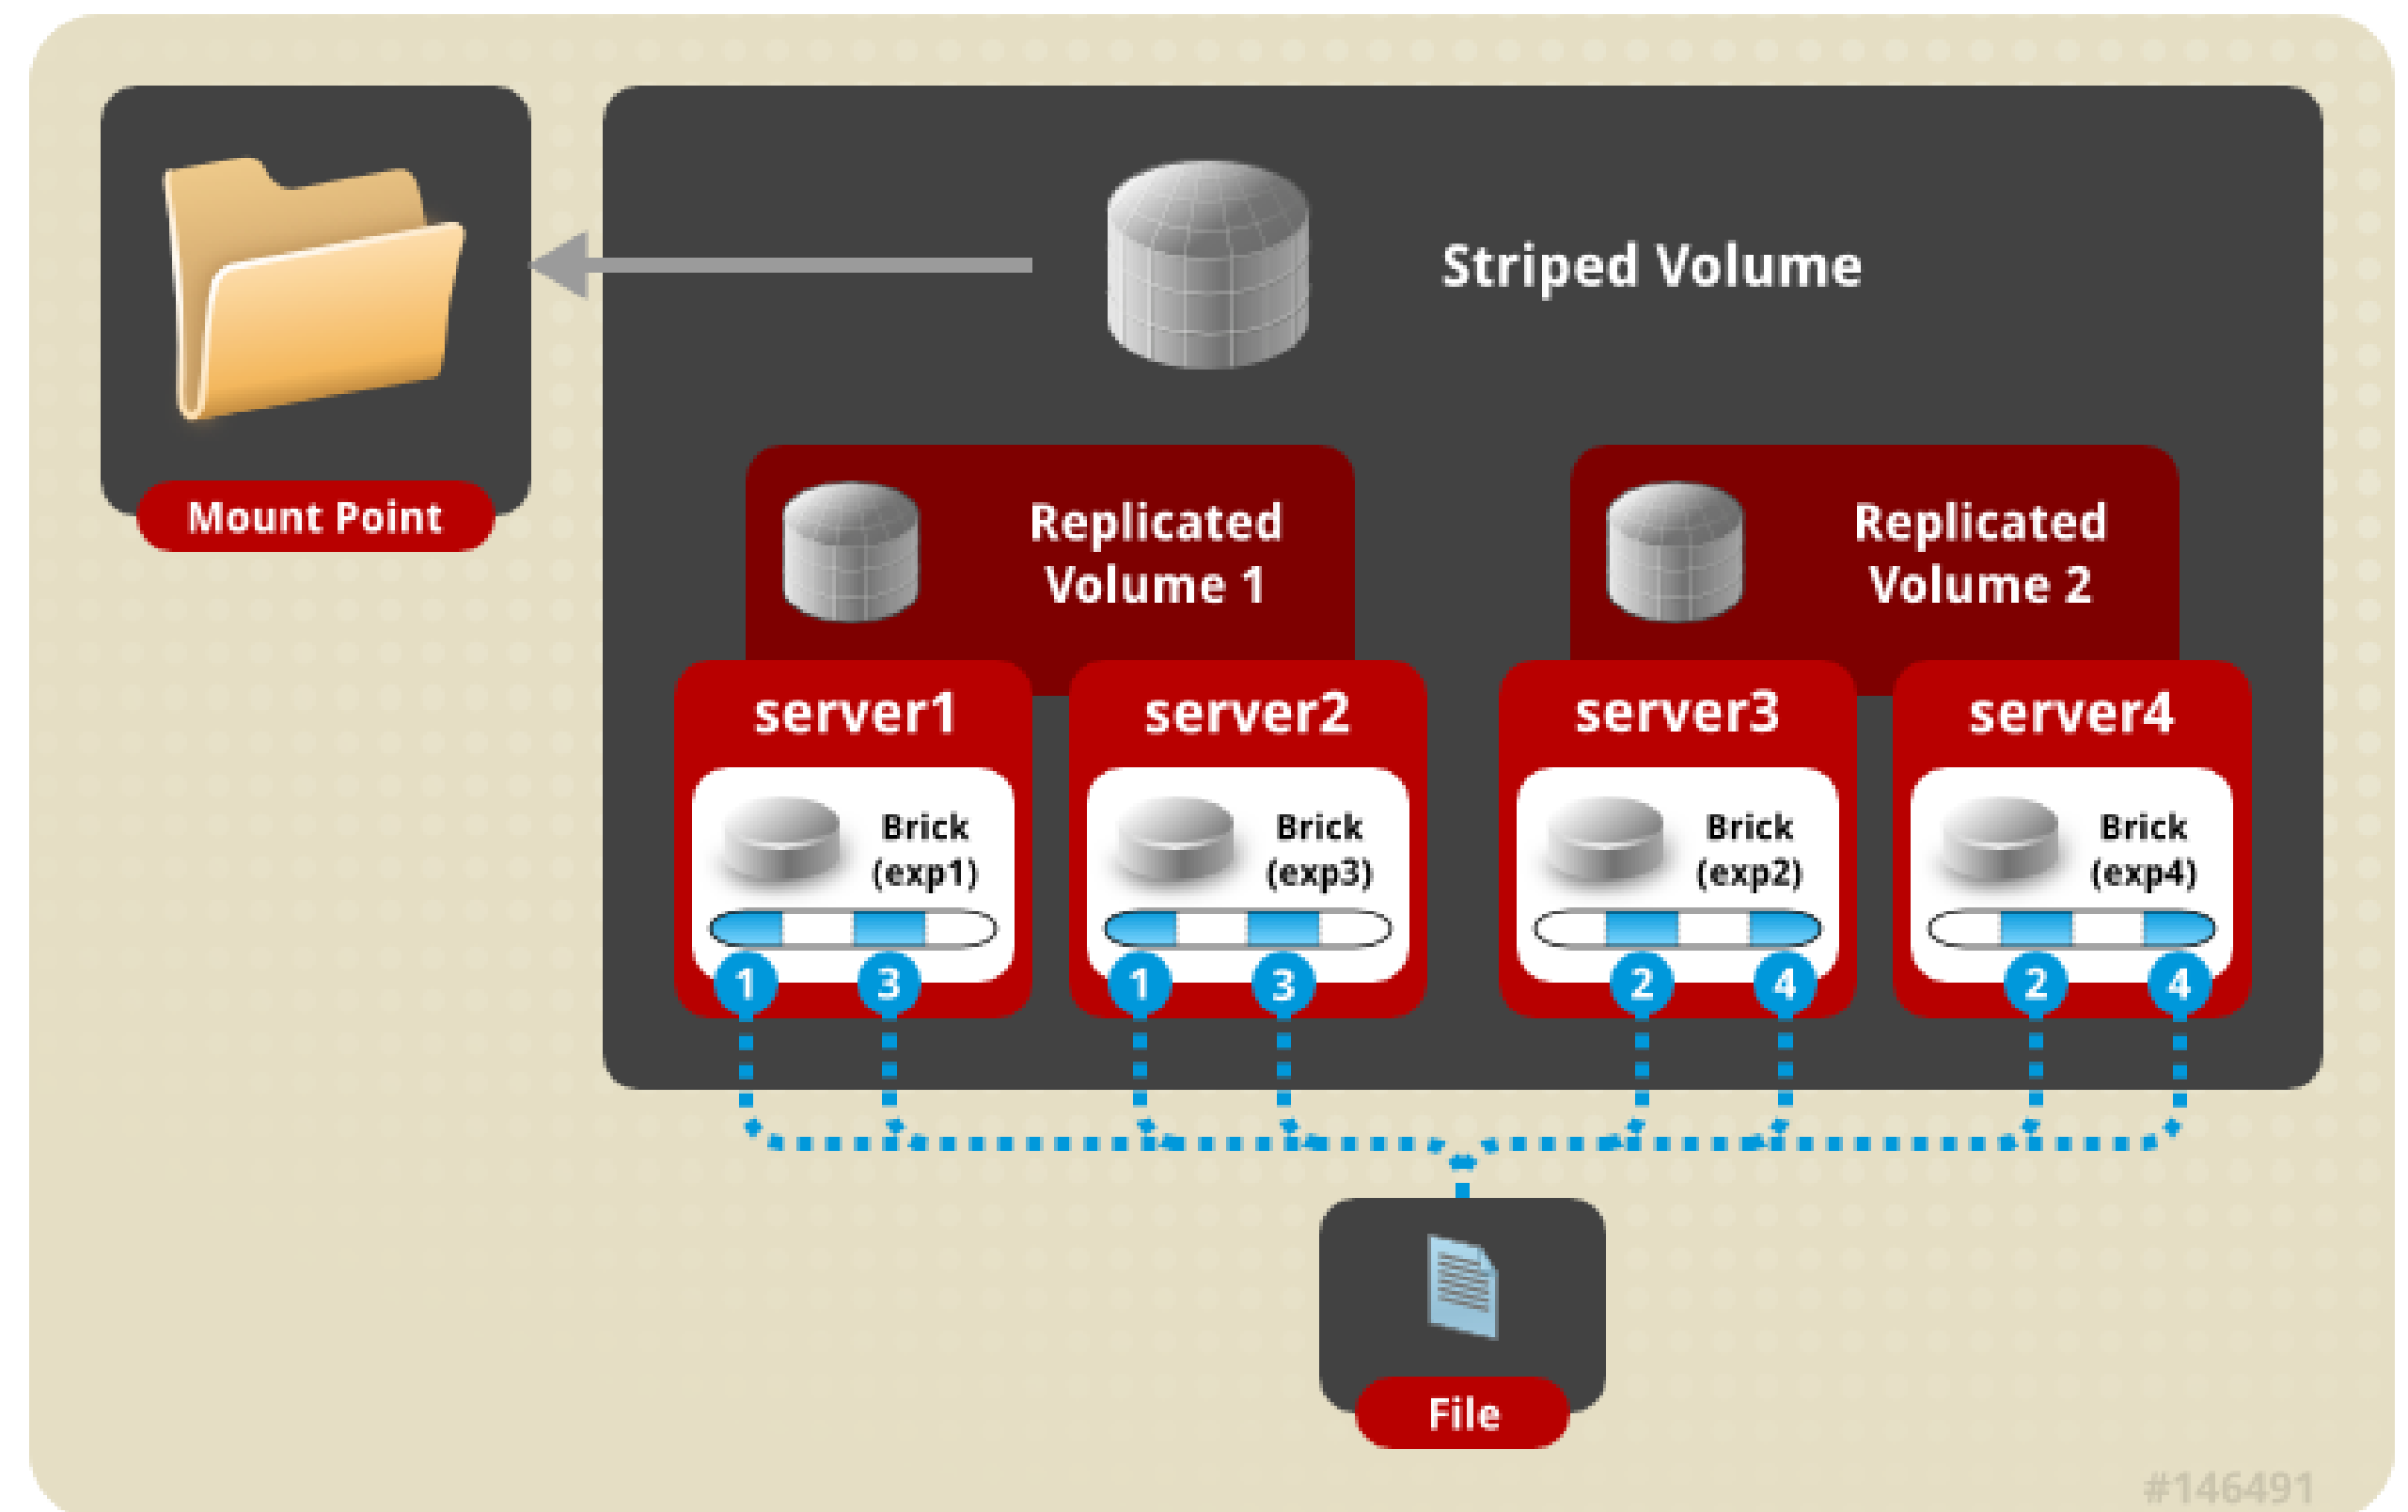 Striped Volume
Mount Point
Replicated
Volume 1
Replicated
Volume 2
server1
server2
server3
server4
Brick
(exp1)
Brick
(exp3)
Brick
(exp2)
Brick
(exp4)
1
3
1
3
2
4
2
4
File
#146491